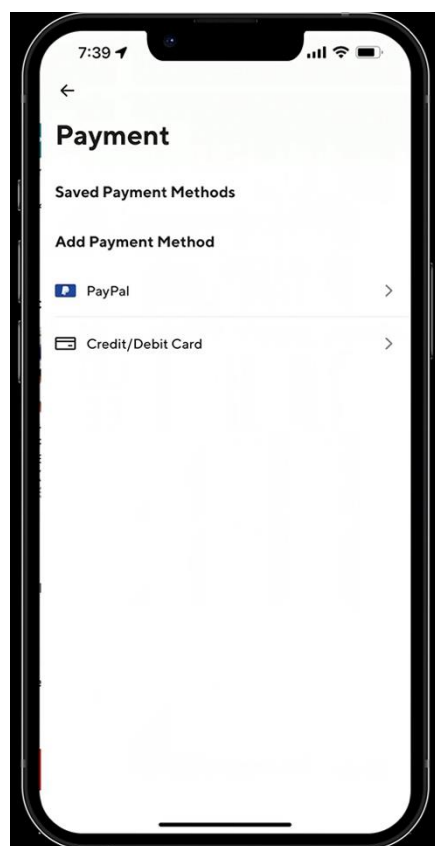 7:39
Payment
Saved Payment Methods
Add Payment Method
PayPal
Credit/Debit Card